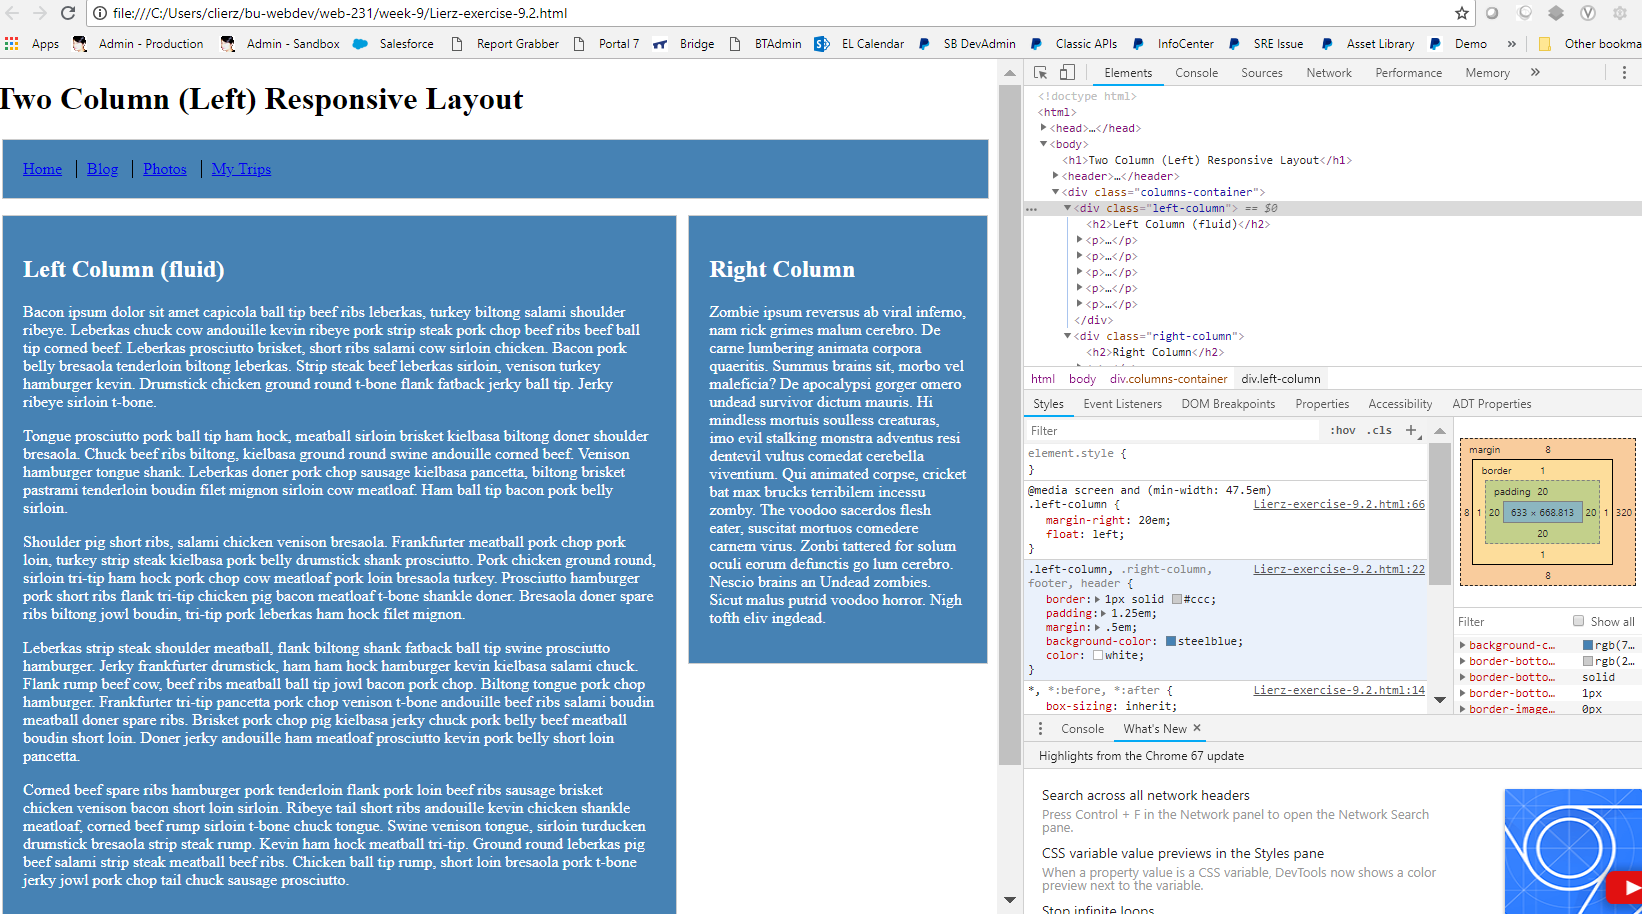 file:///C:/Users/clierz/bu-webdev/web-231/week-9/Lierz-exercise-9.2.html
Apps Admin - Production Admin - Sandbox Salesforce Report Grabber Portal 7 Bridge BTAdmin EL Calendar SB DevAdmin Classic APIs InfoCenter SRE Issue Asset Library Demo » Other bookma
Two Column (Left) Responsive Layout
Home Blog Photos My Trips
Left Column (fluid)
Bacon ipsum dolor sit amet capicola ball tip beef ribs leberkas, turkey biltong salami shoulder
ribeye. Leberkas chuck cow andouille kevin ribeye pork strip steak pork chop beef ribs beef ball
tip corned beef. Leberkas prosciutto brisket, short ribs salami cow sirloin chicken. Bacon pork
belly bresaola tenderloin biltong leberkas. Strip steak beef leberkas sirloin, venison turkey
hamburger kevin. Drumstick chicken ground round t-bone flank fatback jerky ball tip. Jerky
ribeye sirloin t-bone.
Tongue prosciutto pork ball tip ham hock, meatball sirloin brisket kielbasa biltong doner shoulder
bresaola. Chuck beef ribs biltong, kielbasa ground round swine andouille corned beef. Venison
hamburger tongue shank. Leberkas doner pork chop sausage kielbasa pancetta, biltong brisket
pastrami tenderloin boudin filet mignon sirloin cow meatloaf. Ham ball tip bacon pork belly
sirloin.
Shoulder pig short ribs, salami chicken venison bresaola. Frankfurter meatball pork chop pork
loin, turkey strip steak kielbasa pork belly drumstick shank prosciutto. Pork chicken ground round,
sirloin tri-tip ham hock pork chop cow meatloaf pork loin bresaola turkey. Prosciutto hamburger
pork short ribs flank tri-tip chicken pig bacon meatloaf t-bone shankle doner. Bresaola doner spare
ribs biltong jowl boudin, tri-tip pork leberkas ham hock filet mignon.
Leberkas strip steak shoulder meatball, flank biltong shank fatback ball tip swine prosciutto
hamburger. Jerky frankfurter drumstick, ham ham hock hamburger kevin kielbasa salami chuck.
Flank rump beef cow, beef ribs meatball ball tip jowl bacon pork chop. Biltong tongue pork chop
hamburger. Frankfurter tri-tip pancetta pork chop venison t-bone andouille beef ribs salami boudin
meatball doner spare ribs. Brisket pork chop pig kielbasa jerky chuck pork belly beef meatball
boudin short loin. Doner jerky andouille ham meatloaf prosciutto kevin pork belly short loin
pancetta.
Corned beef spare ribs hamburger pork tenderloin flank pork loin beef ribs sausage brisket
chicken venison bacon short loin sirloin. Ribeye tail short ribs andouille kevin chicken shankle
meatloaf, corned beef rump sirloin t-bone chuck tongue. Swine venison tongue, sirloin turducken
drumstick bresaola strip steak rump. Kevin ham hock meatball tri-tip. Ground round leberkas pig
beef salami strip steak meatball beef ribs. Chicken ball tip rump, short loin bresaola pork t-bone
jerky jowl pork chop tail chuck sausage prosciutto.
Right Column
Zombie ipsum reversus ab viral inferno,
nam rick grimes malum cerebro. De
carne lumbering animata corpora
quaeritis. Summus brains sit, morbo vel
maleficia? De apocalypsi gorger omero
undead survivor dictum mauris. Hi
mindless mortuis soulless creaturas,
imo evil stalking monstra adventus resi
dentevil vultus comedat cerebella
viventium. Qui animated corpse, cricket
bat max brucks terribilem incessu
zomby. The voodoo sacerdos flesh
eater, suscitat mortuos comedere
carnem virus. Zonbi tattered for solum
oculi eorum defunctis go lum cerebro.
Nescio brains an Undead zombies.
Sicut malus putrid voodoo horror. Nigh
tofth eliv ingdead.
Elements Console Sources Network Performance Memory »
<!doctype html>
<html>
<head>…</head>
<body>
<h1>Two Column (Left) Responsive Layout</h1>
<header>…</header>
<div class="columns-container">
… <div class="left-column"> == $0
<h2>Left Column (fluid)</h2>
<p>…</p>
<p>…</p>
<p>…</p>
<p>…</p>
<p>…</p>
</div>
<div class="right-column">
<h2>Right Column</h2>
html body div.columns-container div.left-column
Styles Event Listeners DOM Breakpoints Properties Accessibility ADT Properties
Filter :hov .cls +
element.style {
}
@media screen and (min-width: 47.5em)
.left-column { Lierz-exercise-9.2.html:66
margin-right: 20em;
float: left;
}
.left-column, .right-column, Lierz-exercise-9.2.html:22
footer, header {
border: 1px solid #ccc;
padding: 1.25em;
margin: .5em;
background-color: steelblue;
color: white;
}
*, *:before, *:after { Lierz-exercise-9.2.html:14
box-sizing: inherit;
margin 8
border 1
padding 20
8 1 20 633 × 668.813 20 1 320
20
1
8
Filter Show all
background-c… rgb(7…
border-botto… rgb(2…
border-botto… solid
border-botto… 1px
border-image… 0px
Console What's New ×
Highlights from the Chrome 67 update
Search across all network headers
Press Control + F in the Network panel to open the Network Search
pane.
CSS variable value previews in the Styles pane
When a property value is a CSS variable, DevTools now shows a color
preview next to the variable.
Stop infinite loops